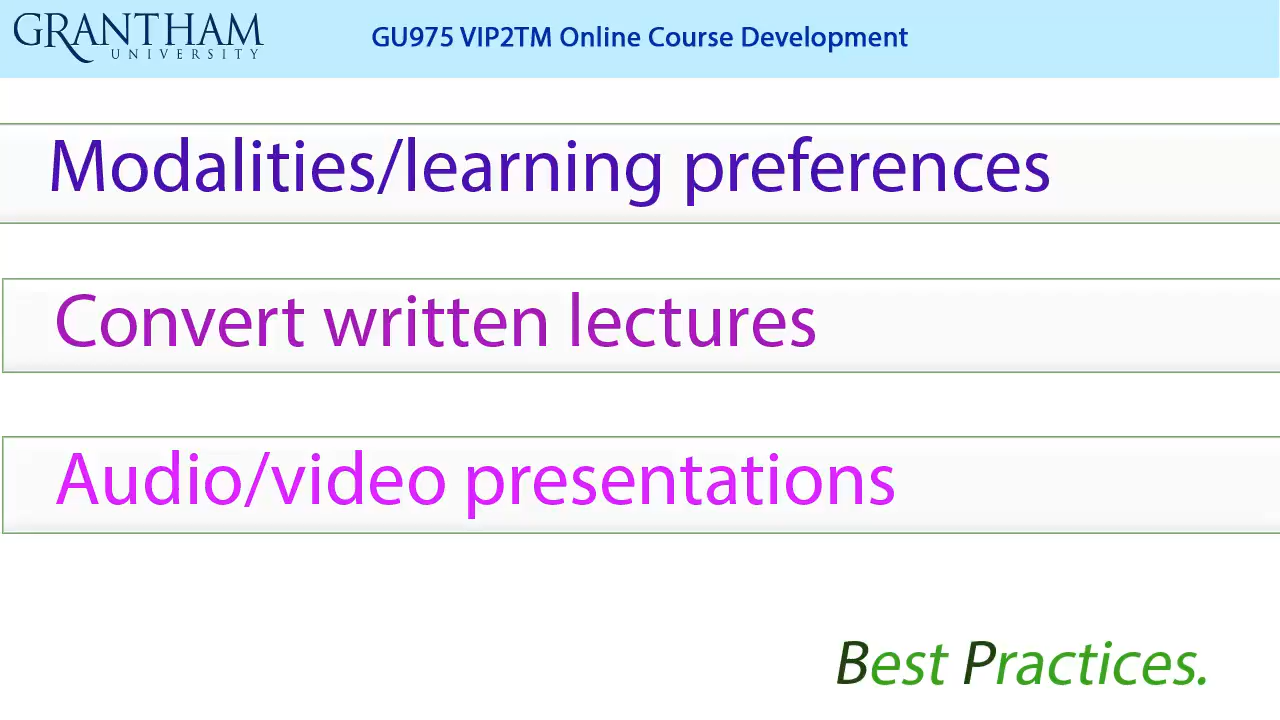 GRANTHAM
UNIVERSITY
GU975 VIP2TM Online Course Development
Modalities/learning preferences
Convert written lectures
Audio/video presentations
Best Practices.